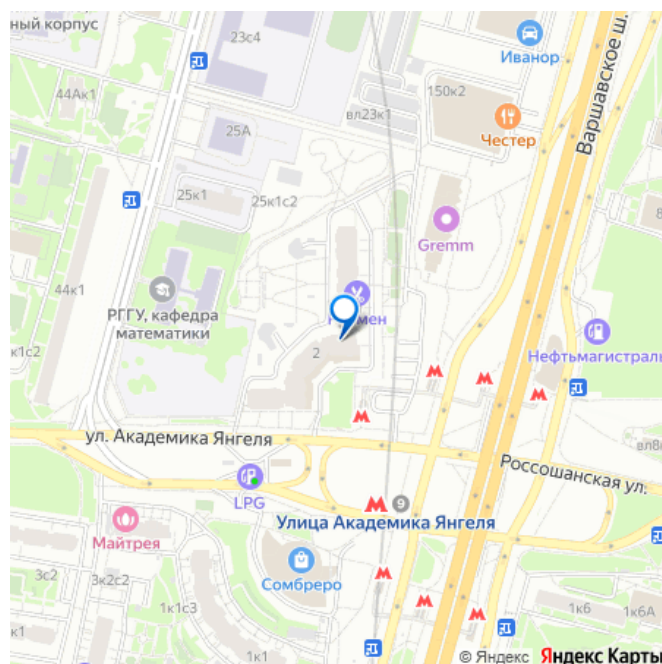 ный корпус
23с4
Иванор
Варшавское ш.
44Ак1
150к2
вл23к1
Честер
25А
25к1
25к1с2
Gremm
44к1
РГГУ, кафедра
математики
2
Нефтьмагистраль
к1с2
ул. Академика Янгеля
Россошанская ул.
LPG
9
Улица Академика Янгеля
Майтрея
Сомбреро
3с2
3к2с2
1к1с3
1к6
1к6А
к1
1к1
© Яндекс Яндекс Карты